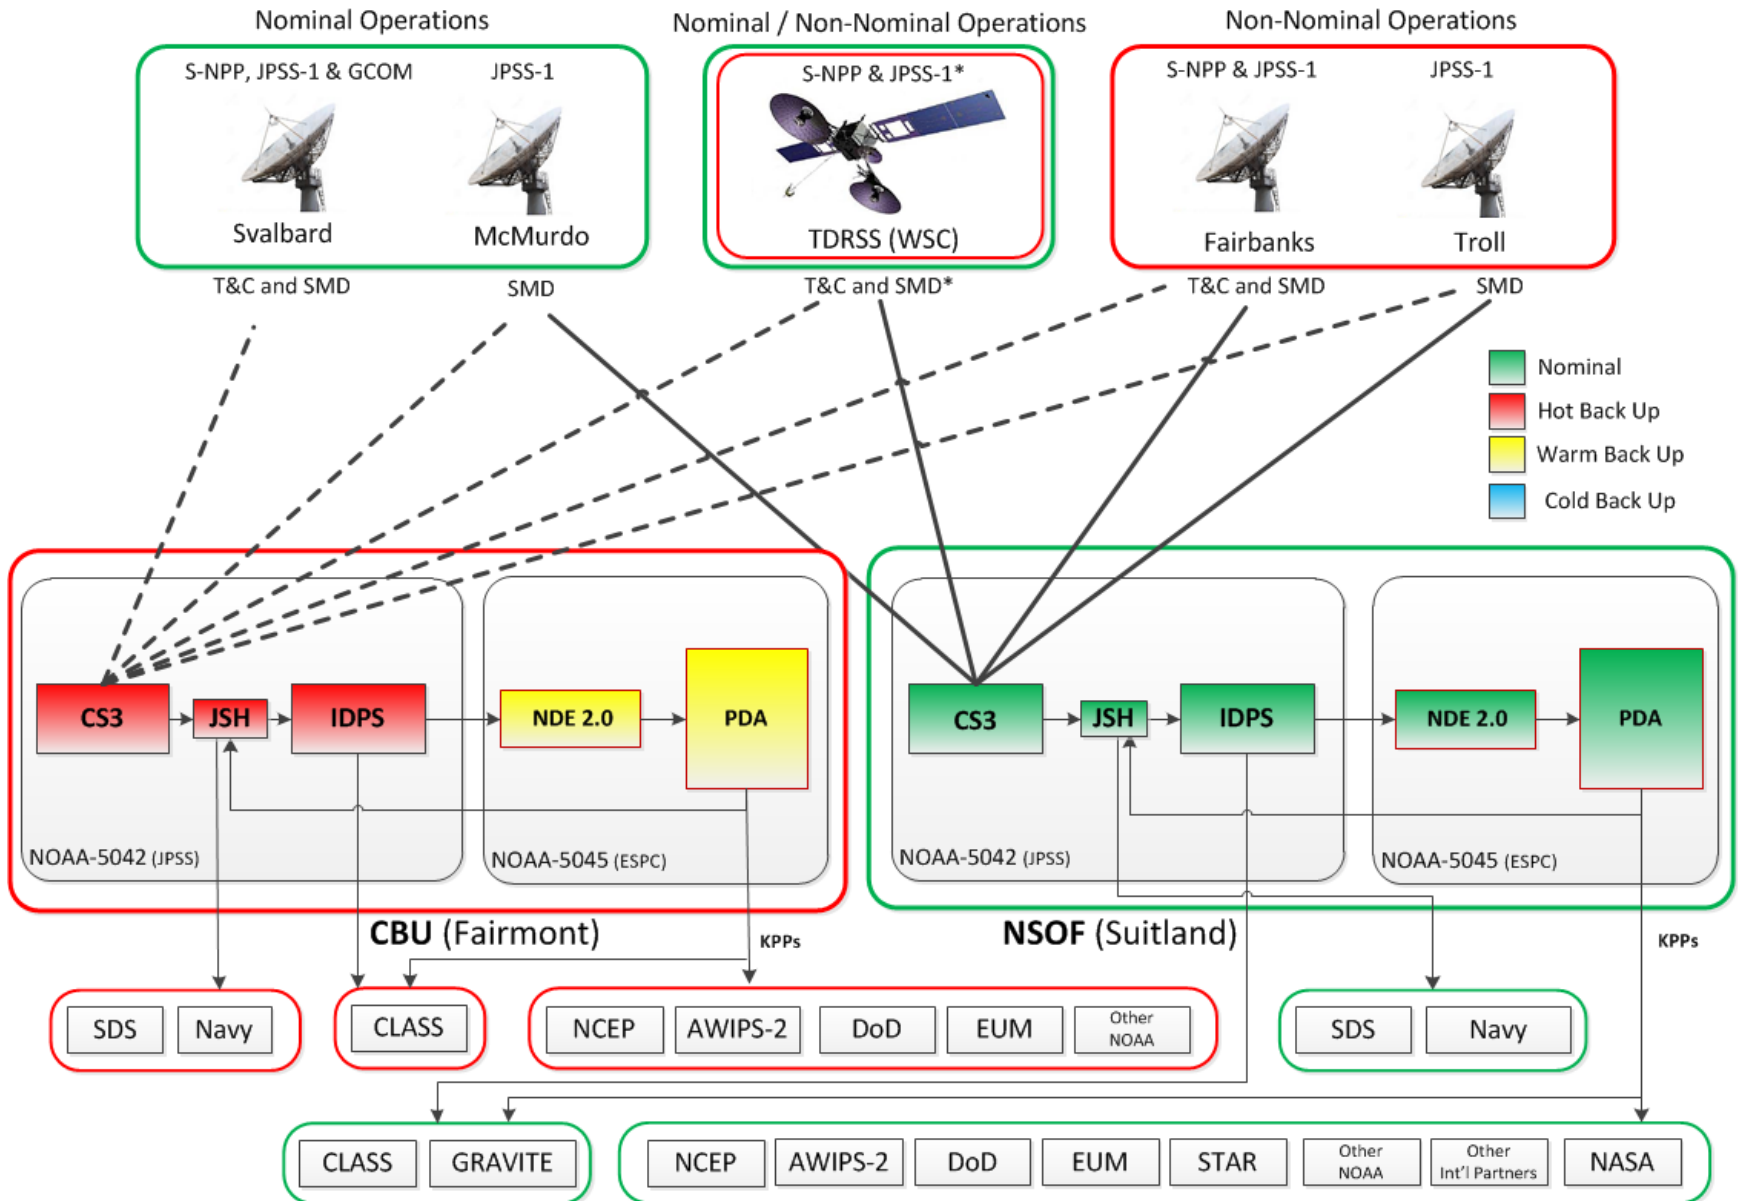 Nominal Operations
Nominal / Non-Nominal Operations
Non-Nominal Operations
S-NPP, JPSS-1 & GCOM
JPSS-1
S-NPP & JPSS-1*
S-NPP & JPSS-1
JPSS-1
Svalbard
McMurdo
TDRSS (WSC)
Fairbanks
Troll
T&C and SMD
SMD
T&C and SMD*
T&C and SMD
SMD
Nominal
Hot Back Up
Warm Back Up
Cold Back Up
CS3
JSH
IDPS
NDE 2.0
PDA
CS3
JSH
IDPS
NDE 2.0
PDA
NOAA-5042 (JPSS)
NOAA-5045 (ESPC)
NOAA-5042 (JPSS)
NOAA-5045 (ESPC)
CBU (Fairmont)
KPPs
NSOF (Suitland)
KPPs
SDS
Navy
CLASS
NCEP
AWIPS-2
DoD
EUM
Other
NOAA
SDS
Navy
CLASS
GRAVITE
NCEP
AWIPS-2
DoD
EUM
STAR
Other
NOAA
Other
Int'l Partners
NASA